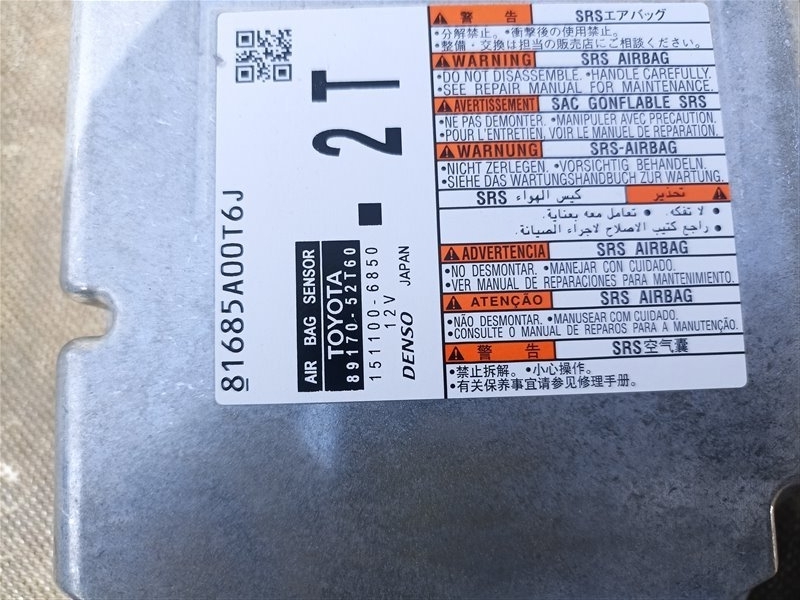 81685A00T6J
AIR BAG SENSOR
TOYOTA
89170-52T60
151100-6850
12V
DENSO JAPAN
2T
警告 SRSエアバッグ
•分解禁止。•衝撃後の使用禁止。
•整備・交換は担当の販売店にご相談ください。
WARNING SRS AIRBAG
•DO NOT DISASSEMBLE. •HANDLE CAREFULLY.
•SEE REPAIR MANUAL FOR MAINTENANCE.
AVERTISSEMENT SAC GONFLABLE SRS
•NE PAS DEMONTER. •MANIPULER AVEC PRECAUTION.
•POUR L'ENTRETIEN, VOIR LE MANUEL DE REPARATION.
WARNUNG SRS-AIRBAG
•NICHT ZERLEGEN. •VORSICHTIG BEHANDELN.
•SIEHE DAS WARTUNGSHANDBUCH ZUR WARTUNG.
تحذير كيس الهواء SRS
• لا تفكه. • تعامل معه بعناية.
• راجع كتيب الاصلاح لاجراء الصيانة.
ADVERTENCIA SRS AIRBAG
•NO DESMONTAR. •MANEJAR CON CUIDADO.
•VER MANUAL DE REPARACIONES PARA MANTENIMIENTO.
ATENÇÃO SRS AIRBAG
•NÃO DESMONTAR. •MANUSEAR COM CUIDADO.
•CONSULTE O MANUAL DE REPAROS PARA A MANUTENÇÃO.
警告 SRS空气囊
•禁止拆解。•小心操作。
•有关保养事宜请参见修理手册。